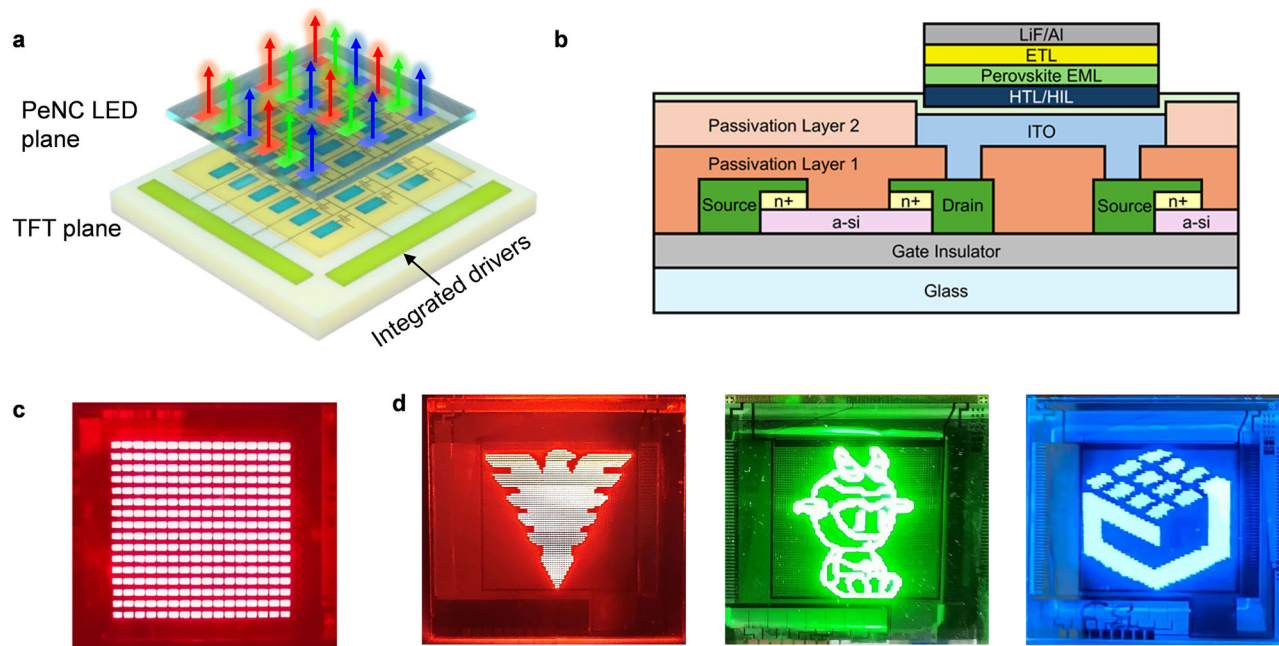 a
PeNC LED
plane
TFT plane
Integrated drivers
b
LiF/Al
ETL
Perovskite EML
HTL/HIL
Passivation Layer 2
ITO
Passivation Layer 1
Source
n+
n+
Drain
Source
n+
a-si
a-si
Gate Insulator
Glass
c
d